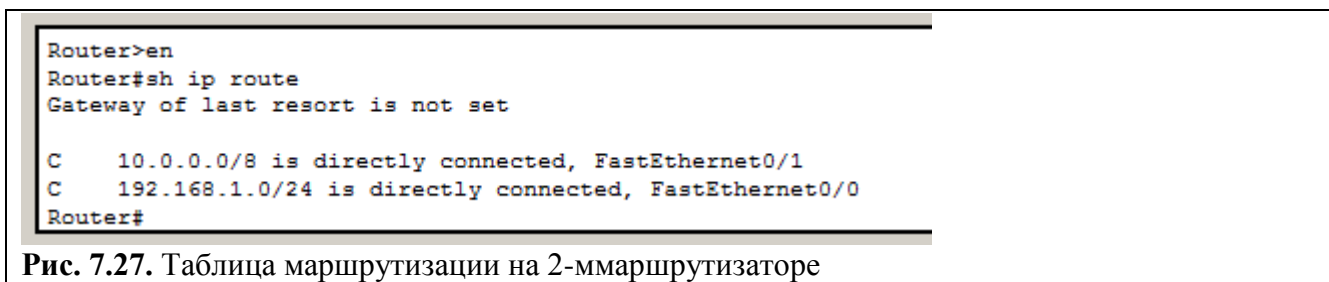 Router>en
Router#sh ip route
Gateway of last resort is not set
C    10.0.0.0/8 is directly connected, FastEthernet0/1
C    192.168.1.0/24 is directly connected, FastEthernet0/0
Router#
Рис. 7.27. Таблица маршрутизации на 2-ммаршрутизаторе